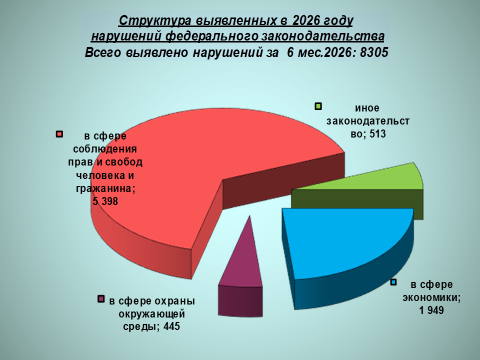 Структура выявленных в 2026 году
нарушений федерального законодательства
Всего выявлено нарушений за 6 мес.2026: 8305
иное
законодательст
во; 513
в сфере
соблюдения
прав и свобод
человека и
гражанина;
5 398
в сфере
экономики;
1 949
в сфере охраны
окружающей
среды; 445